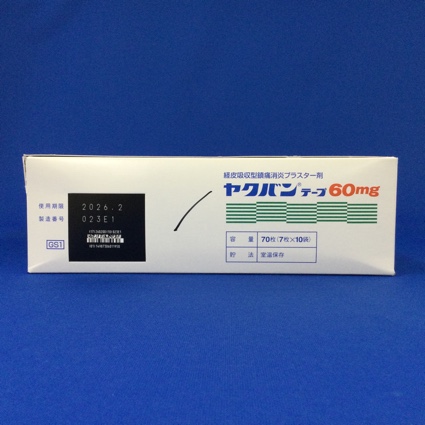 経皮吸収型鎮痛消炎プラスター剤
ヤクバン®テープ60mg
使用期限 2026.2
製造番号 023E1
GS1
容量 70枚(7枚×10袋)
貯法 室温保存